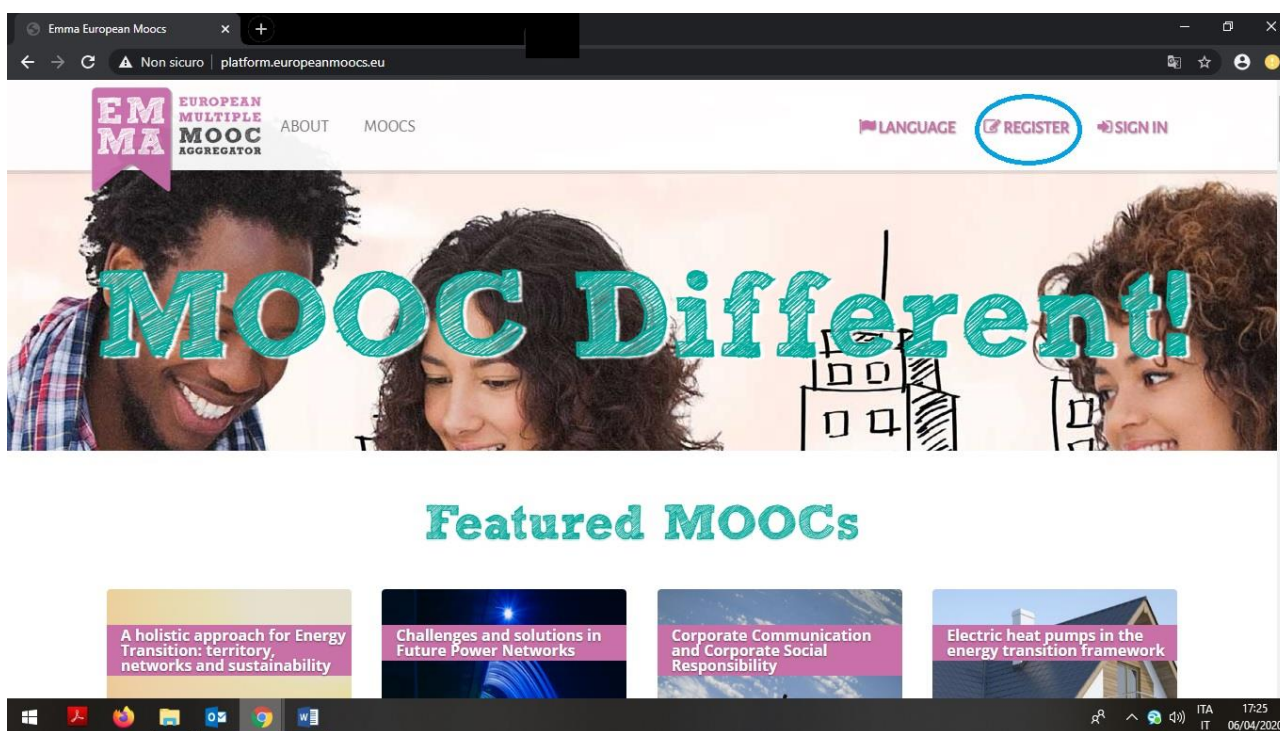 Emma European Moocs
Non sicuro | platform.europeanmoocs.eu
EM
MA
EUROPEAN
MULTIPLE
MOOC
AGGREGATOR
ABOUT MOOCS
LANGUAGE REGISTER SIGN IN
MOOC Different!
Featured MOOCs
A holistic approach for Energy
Transition: territory,
networks and sustainability
Challenges and solutions in
Future Power Networks
Corporate Communication
and Corporate Social
Responsibility
Electric heat pumps in the
energy transition framework
ITA 17:25
IT 06/04/2020